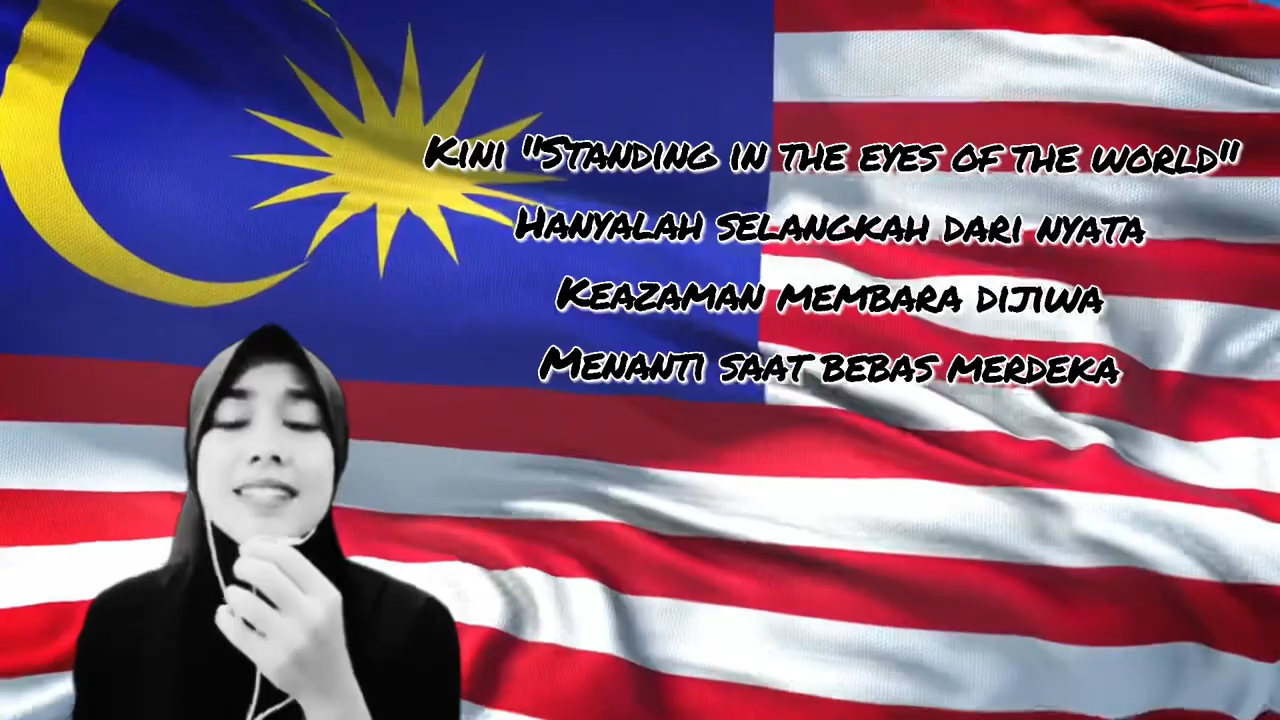 Kini "Standing in the eyes of the world"
Hanyalah selangkah dari nyata
Keazaman membara dijiwa
Menanti saat bebas merdeka